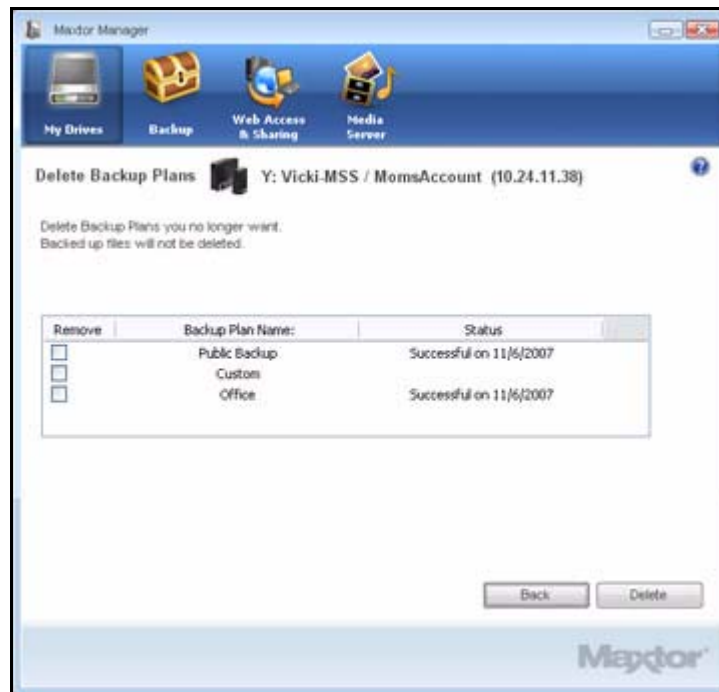 Maxtor Manager
My Drives
Backup
Web Access
& Sharing
Media
Server
Delete Backup Plans Y: Vicki-MSS / MomsAccount (10.24.11.38)
?
Delete Backup Plans you no longer want.
Backed up files will not be deleted.
Remove Backup Plan Name: Status
Public Backup Successful on 11/6/2007
Custom
Office Successful on 11/6/2007
Back Delete
Maxtor